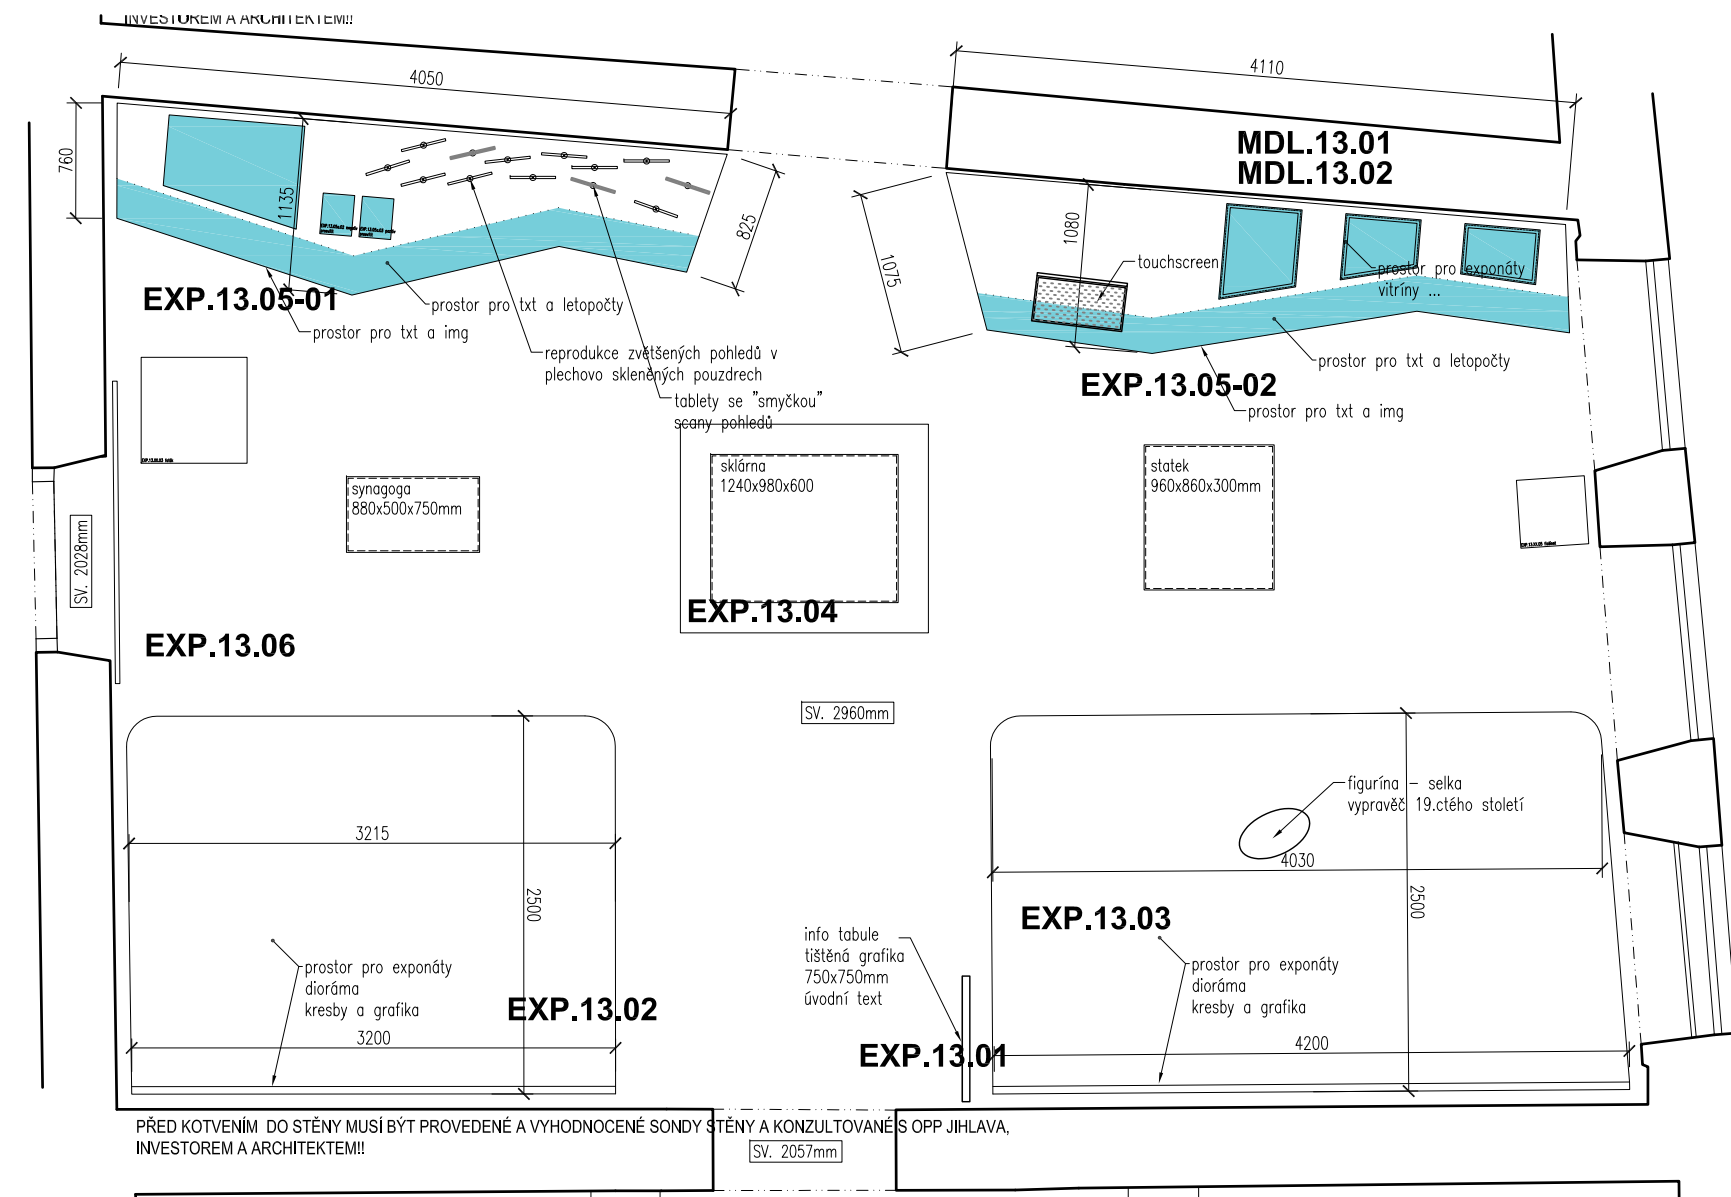 INVESTOREM A ARCHITEKTEM!!
4050
4110
MDL.13.01
MDL.13.02
760
1135
825
1080
1075
touchscreen
prostor pro exponáty
vitríny ...
EXP.13.05-01
prostor pro txt a letopočty
prostor pro txt a img
reprodukce zvětšených pohledů v
plechovo skleněných pouzdrech
tablety se "smyčkou"
scany pohledů
prostor pro txt a letopočty
EXP.13.05-02
prostor pro txt a img
synagoga
880x500x750mm
sklárna
1240x980x600
statek
960x860x300mm
SV. 2028mm
EXP.13.04
EXP.13.06
SV. 2960mm
figurína – selka
vypravěč 19.ctého století
3215
4030
2500
2500
EXP.13.03
info tabule
tištěná grafika
750x750mm
úvodní text
prostor pro exponáty
dioráma
kresby a grafika
prostor pro exponáty
dioráma
kresby a grafika
EXP.13.02
3200
EXP.13.01
4200
PŘED KOTVENÍM DO STĚNY MUSÍ BÝT PROVEDENÉ A VYHODNOCENÉ SONDY STĚNY A KONZULTOVANÉ S OPP JIHLAVA,
INVESTOREM A ARCHITEKTEM!!
SV. 2057mm